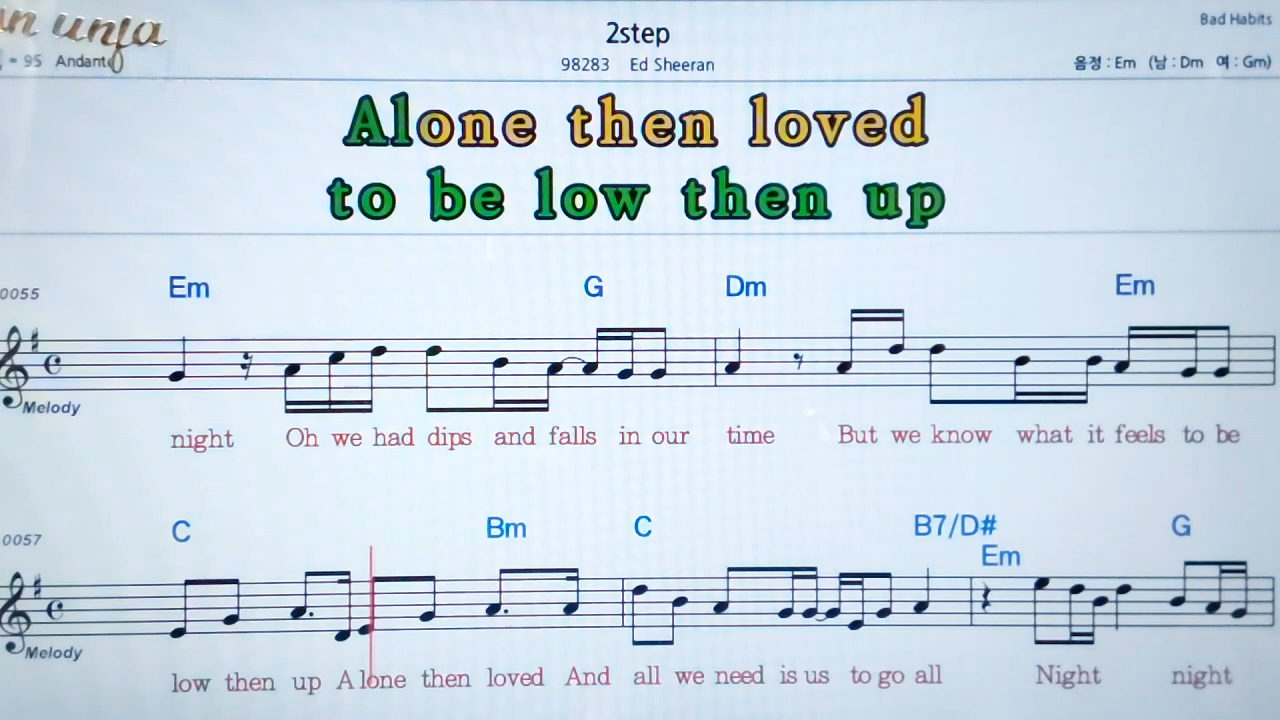 2step
Bad Habits
= 95 Andante
98283 Ed Sheeran
음정 : Em (남 : Dm 여 : Gm)
Alone then loved
to be low then up
Em G Dm Em
0055
Melody
night Oh we had dips and falls in our time But we know what it feels to be
C Bm C B7/D# G
Em
0057
Melody
low then up Alone then loved And all we need is us to go all Night night